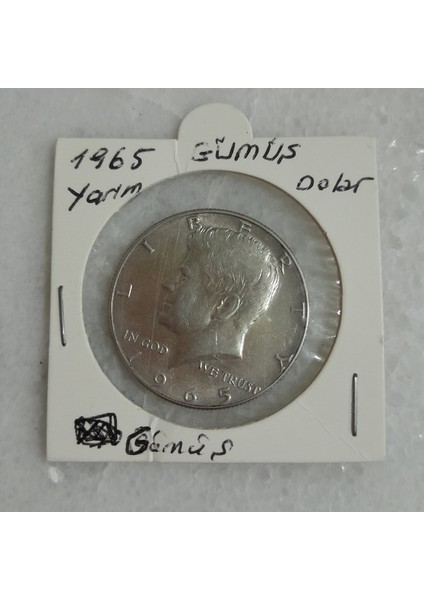 1965 GÜMÜŞ
Yarım Dolar
LIBERTY
IN GOD WE TRUST
1965
Gümüş